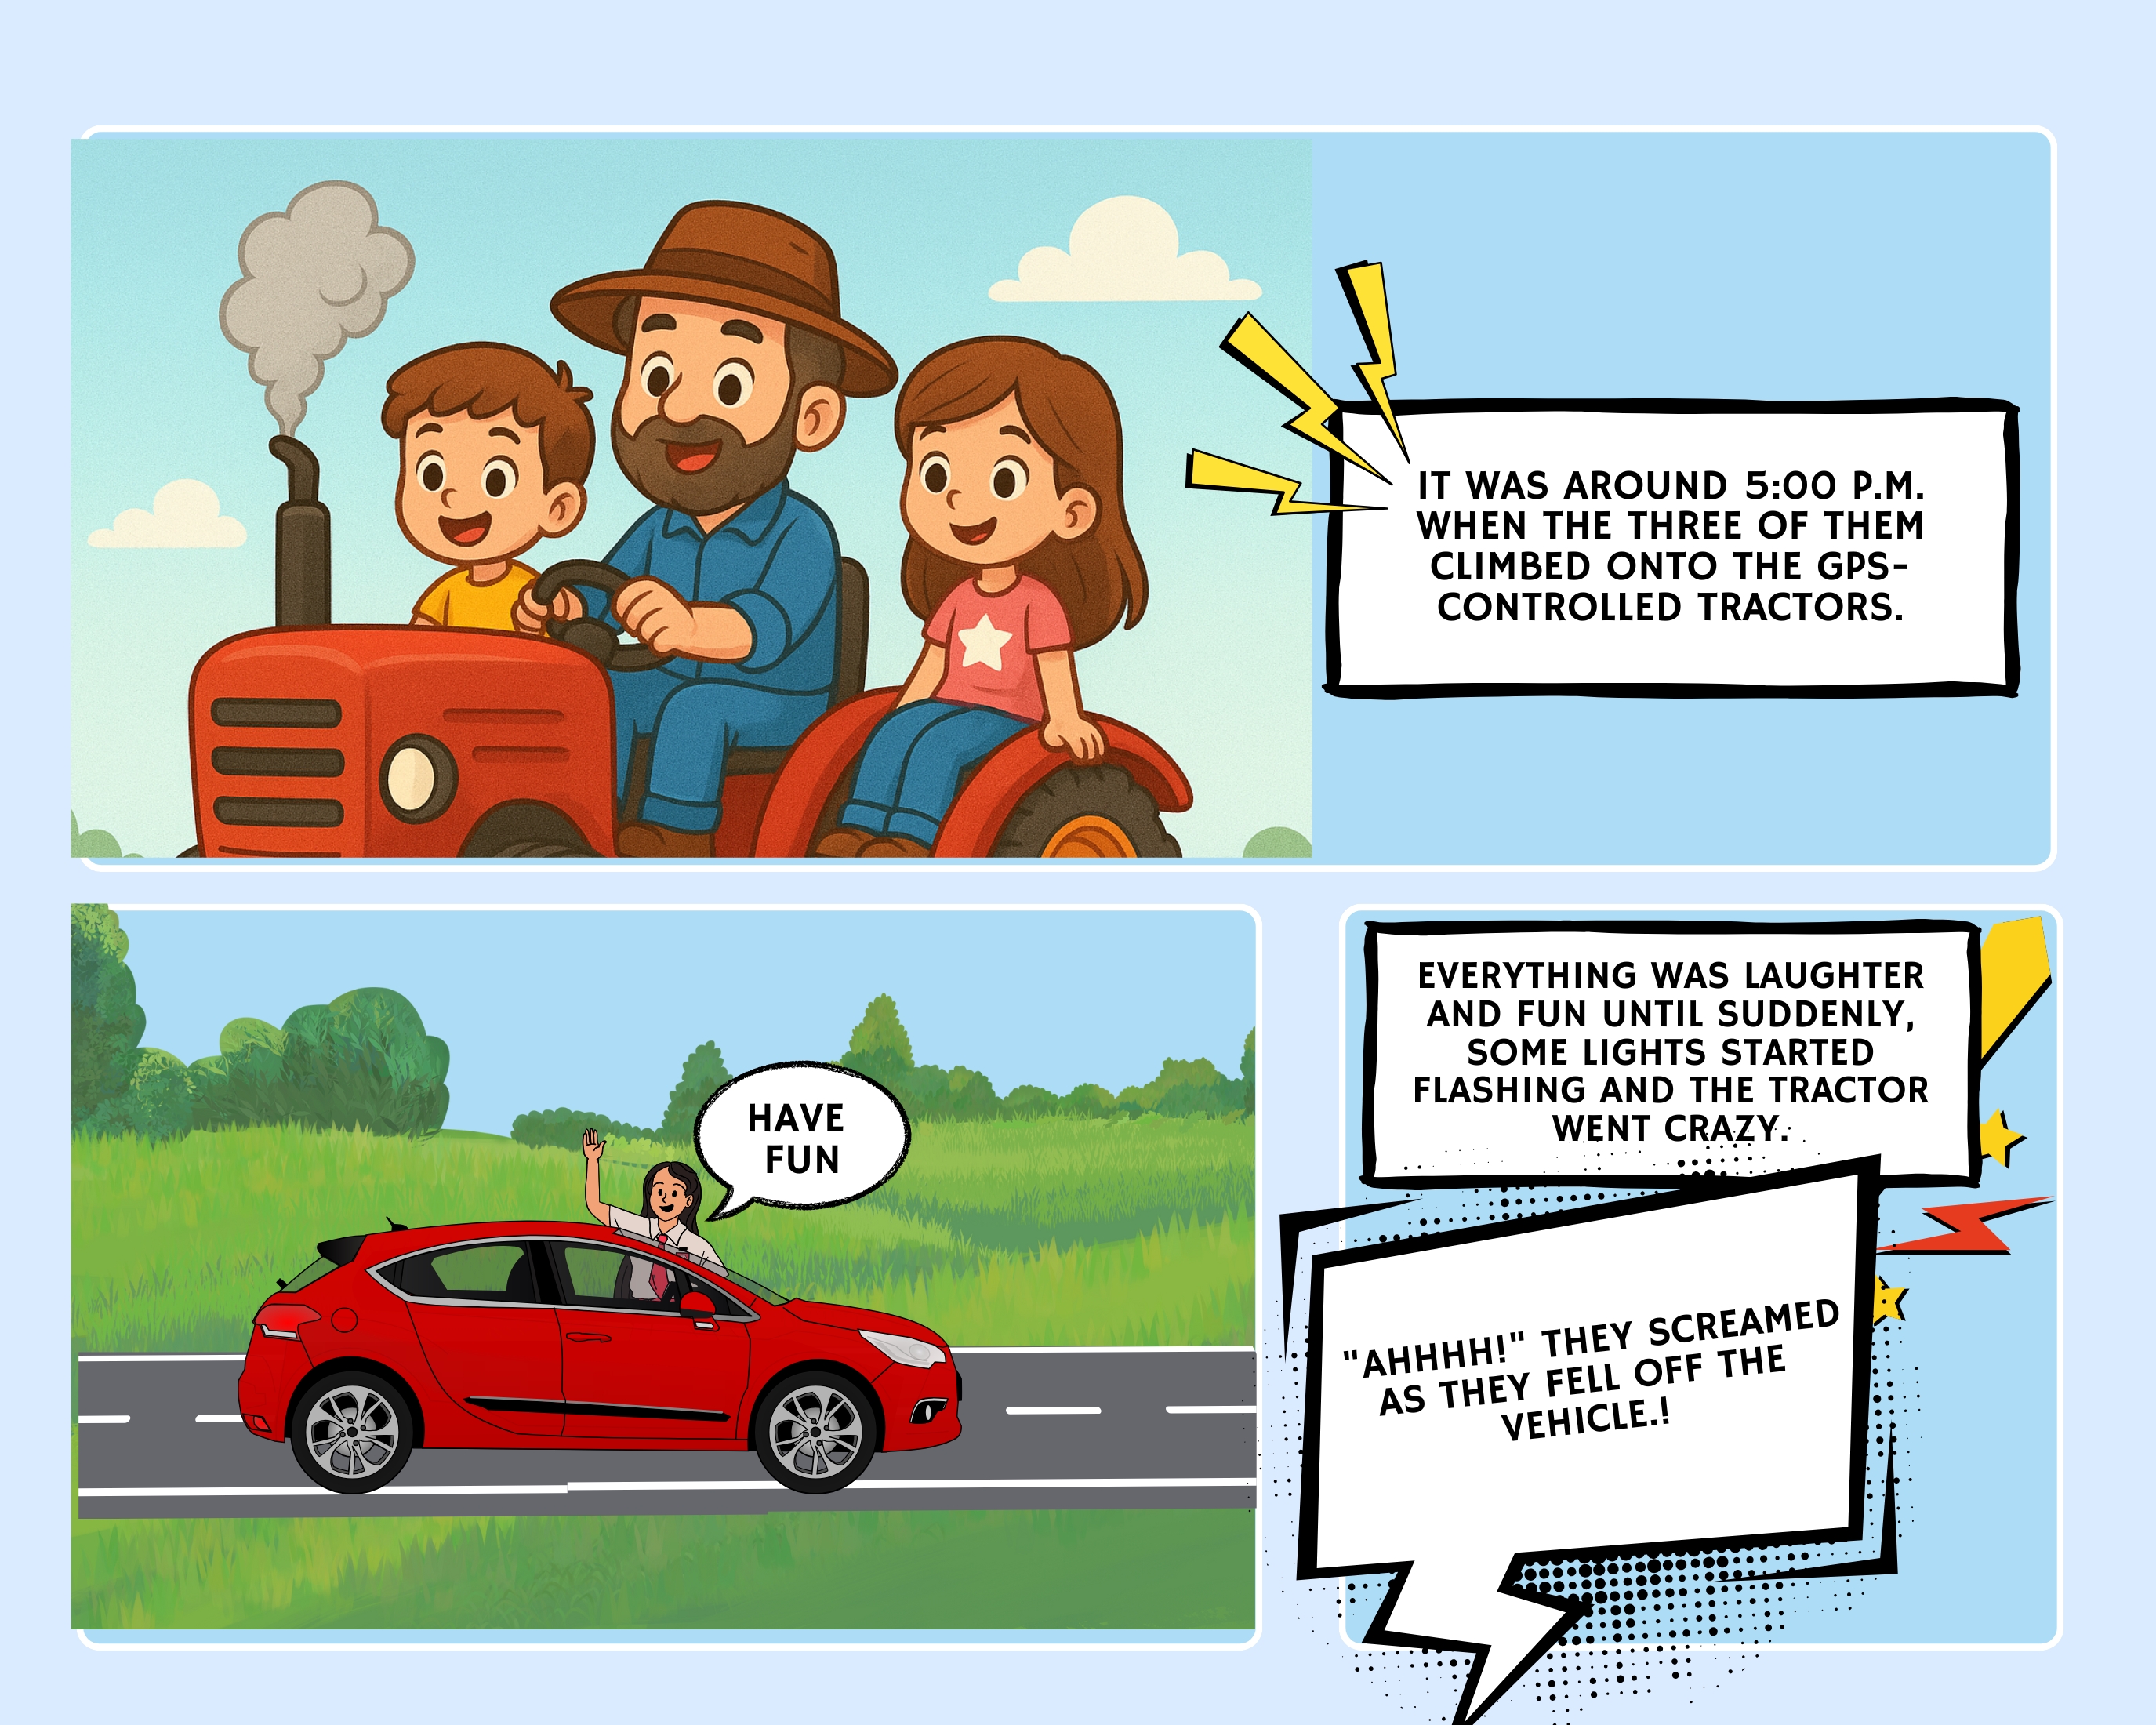 IT WAS AROUND 5:00 P.M.
WHEN THE THREE OF THEM
CLIMBED ONTO THE GPS-
CONTROLLED TRACTORS.
HAVE
FUN
EVERYTHING WAS LAUGHTER
AND FUN UNTIL SUDDENLY,
SOME LIGHTS STARTED
FLASHING AND THE TRACTOR
WENT CRAZY.
"AHHHH!" THEY SCREAMED
AS THEY FELL OFF THE
VEHICLE.!